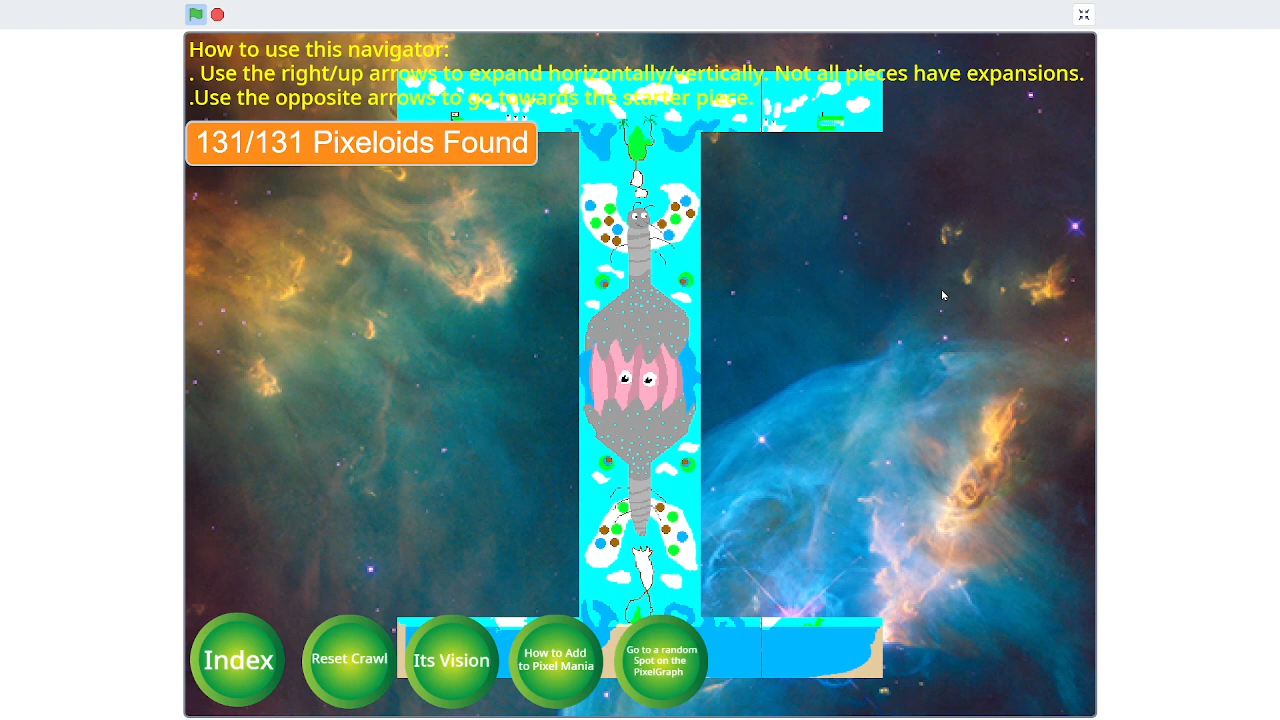 How to use this navigator:
. Use the right/up arrows to expand horizontally/vertically. Not all pieces have expansions.
.Use the opposite arrows to go towards the starter piece.
131/131 Pixeloids Found
Index
Reset Crawl
Its Vision
How to Add
to Pixel Mania
Go to a random
Spot on the
PixelGraph